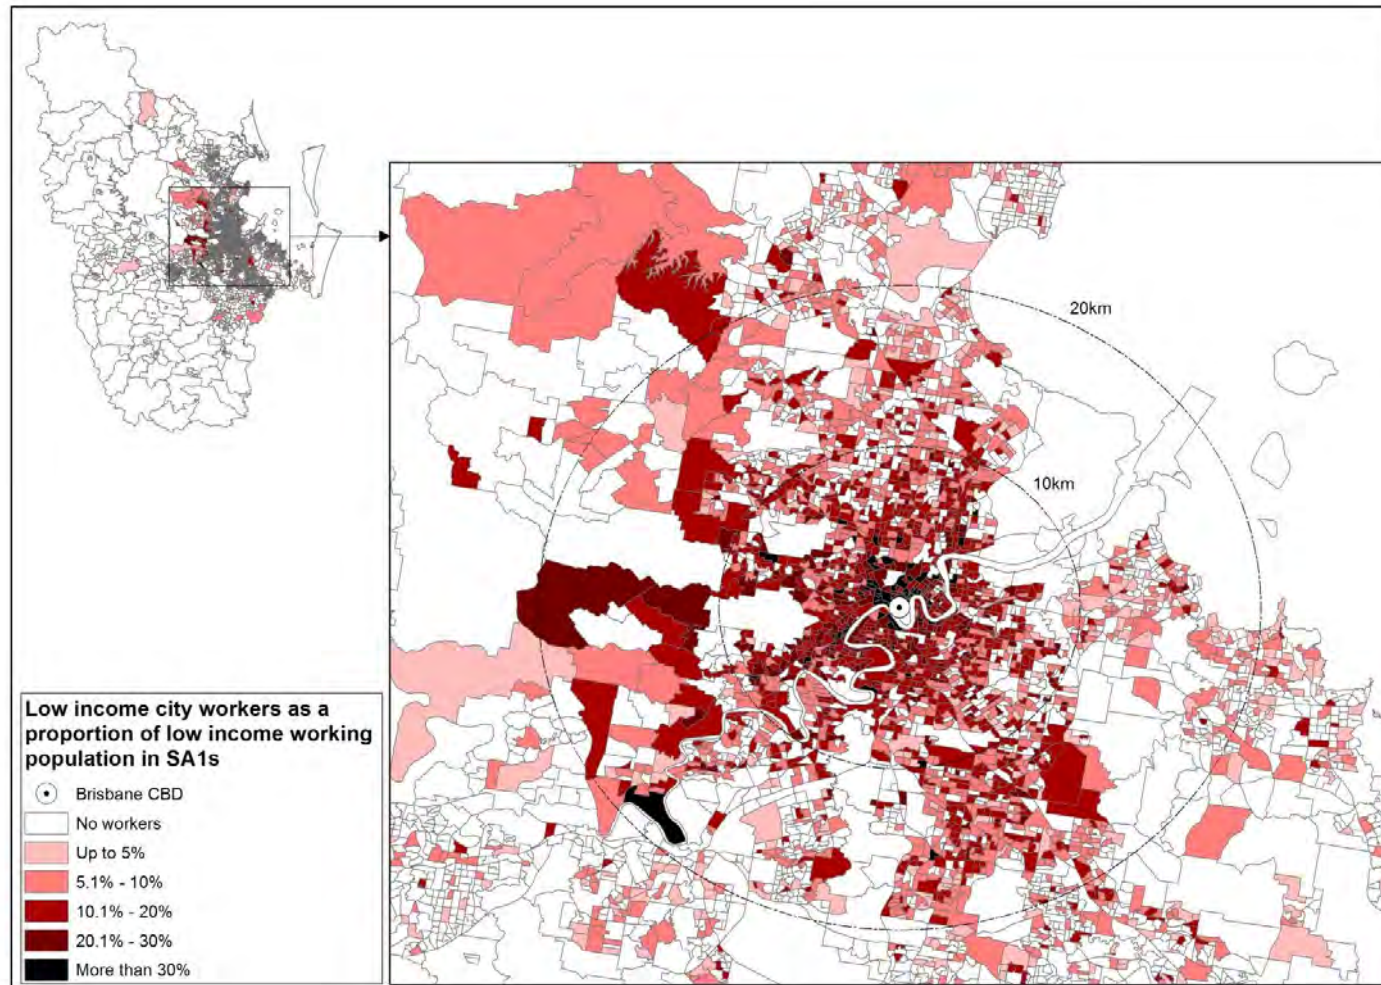 20km
10km
Low income city workers as a
proportion of low income working
population in SA1s
Brisbane CBD
No workers
Up to 5%
5.1% - 10%
10.1% - 20%
20.1% - 30%
More than 30%